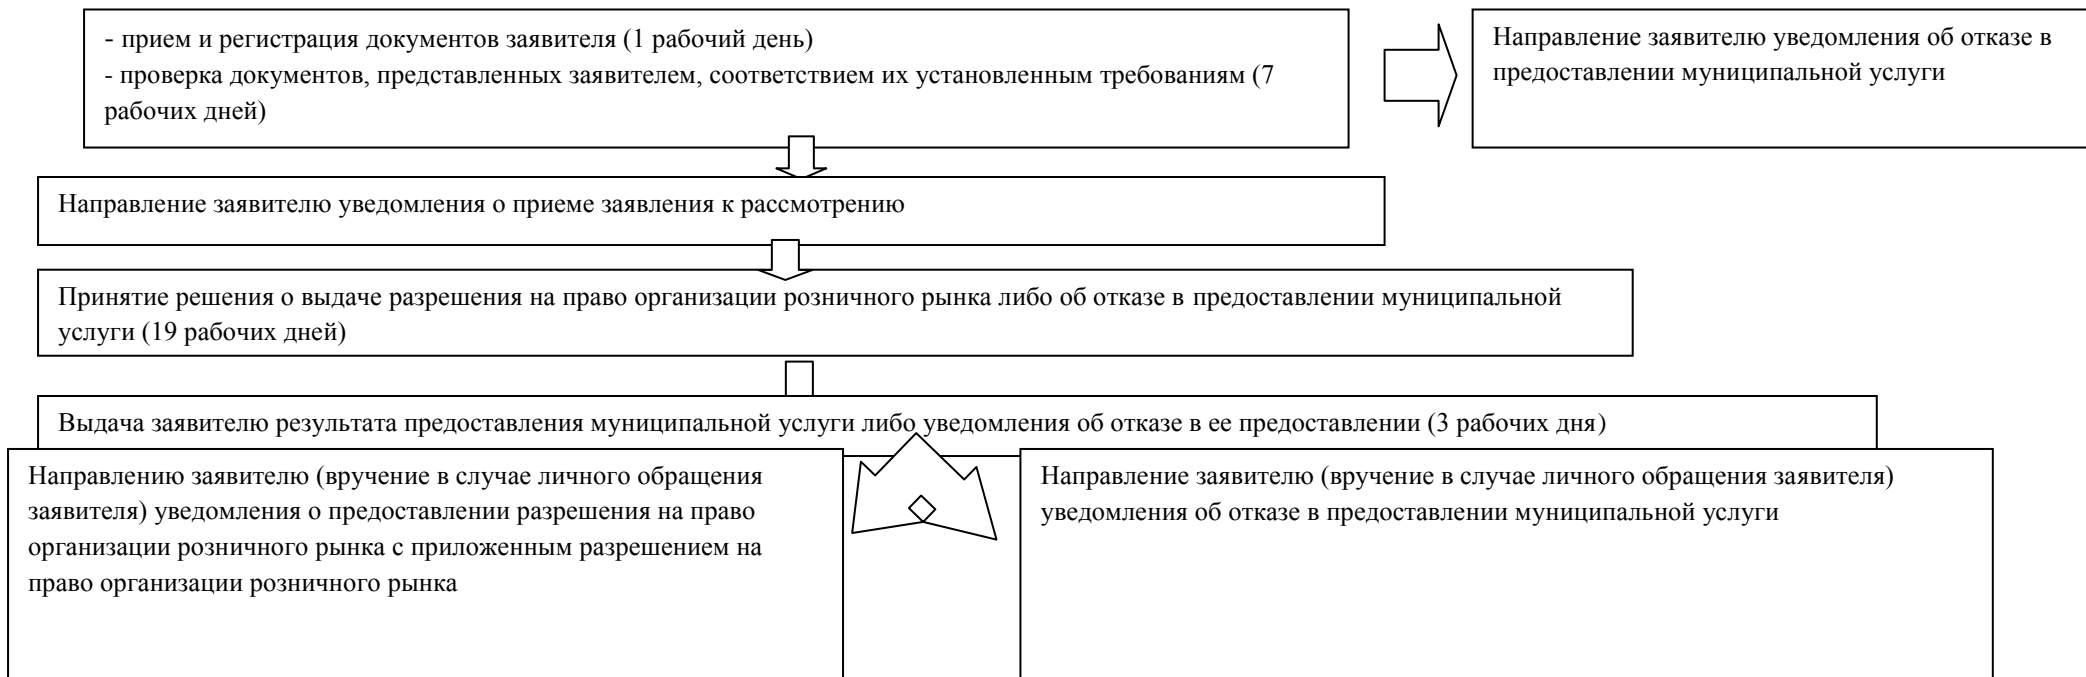 - прием и регистрация документов заявителя (1 рабочий день)
- проверка документов, представленных заявителем, соответствием их установленным требованиям (7
рабочих дней)
Направление заявителю уведомления об отказе в
предоставлении муниципальной услуги
Направление заявителю уведомления о приеме заявления к рассмотрению
Принятие решения о выдаче разрешения на право организации розничного рынка либо об отказе в предоставлении муниципальной
услуги (19 рабочих дней)
Выдача заявителю результата предоставления муниципальной услуги либо уведомления об отказе в ее предоставлении (3 рабочих дня)
Направлению заявителю (вручение в случае личного обращения
заявителя) уведомления о предоставлении разрешения на право
организации розничного рынка с приложенным разрешением на
право организации розничного рынка
Направление заявителю (вручение в случае личного обращения заявителя)
уведомления об отказе в предоставлении муниципальной услуги